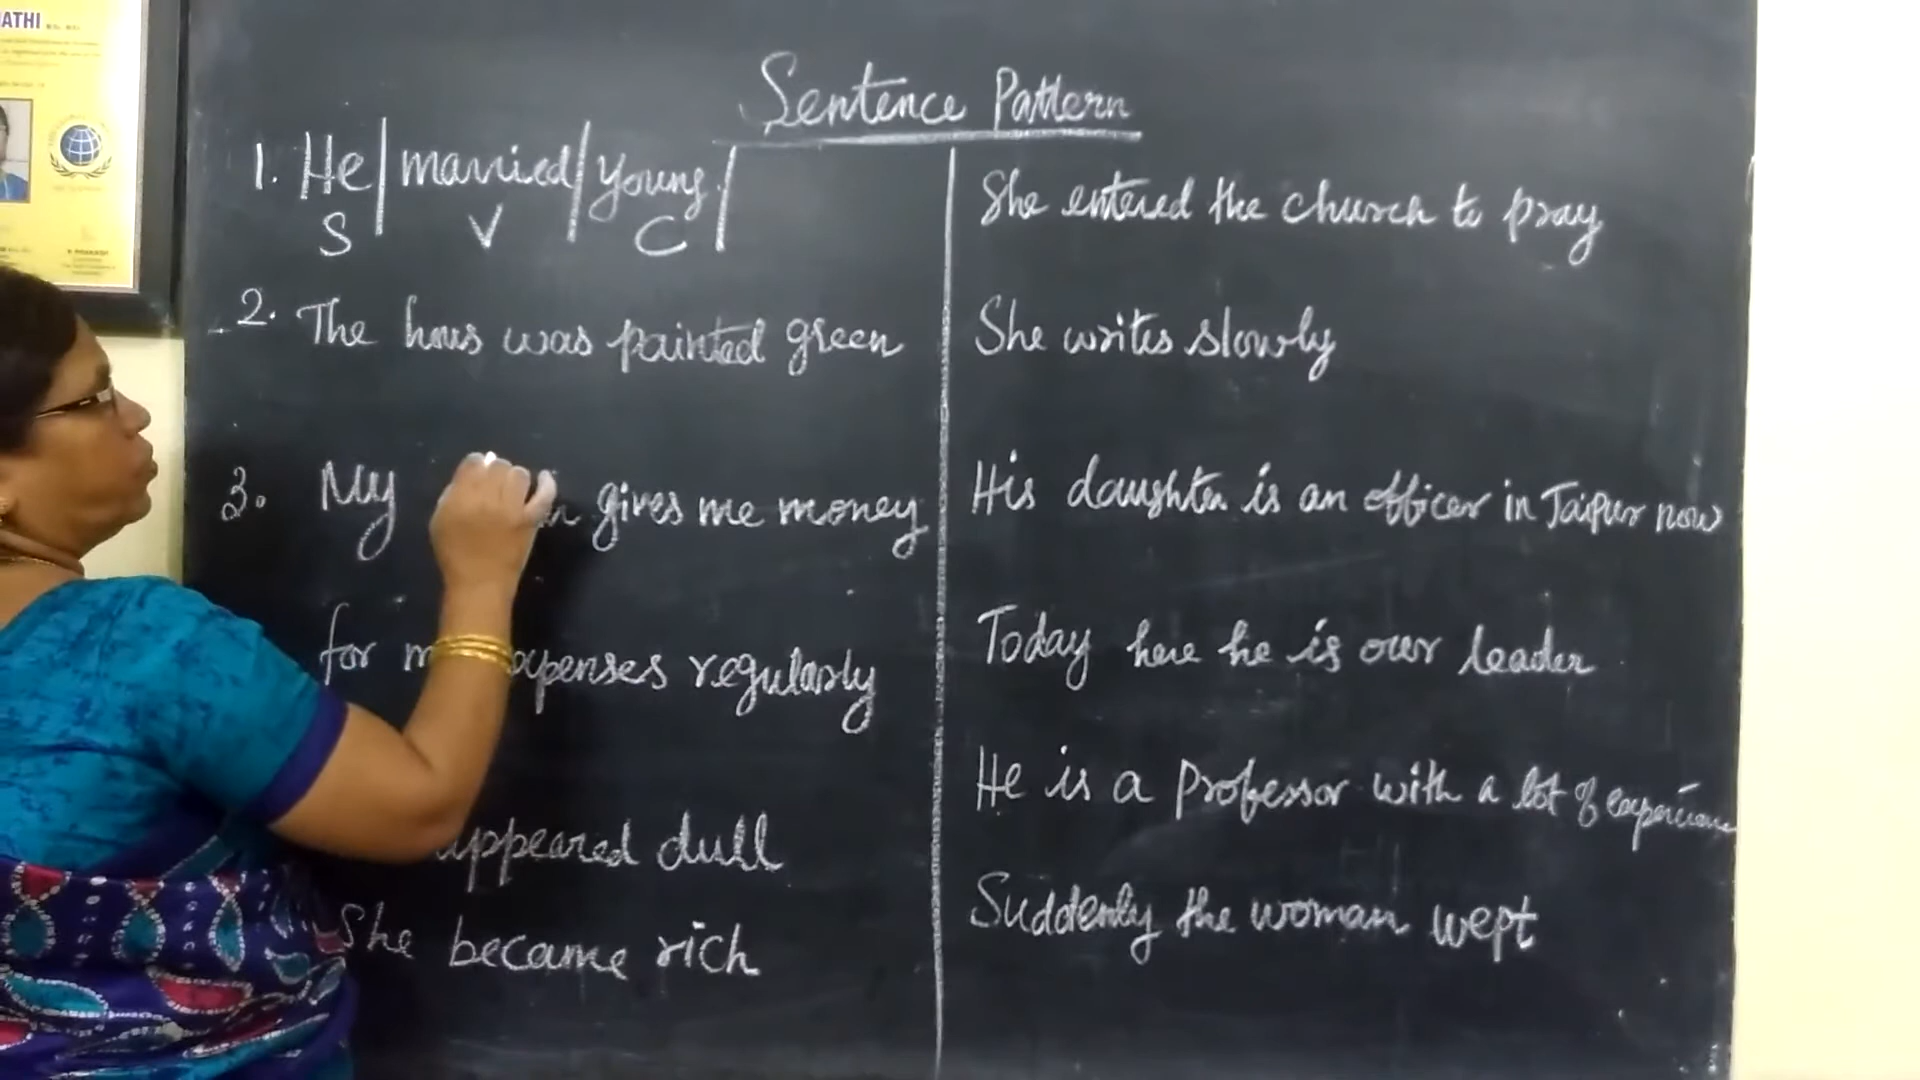 ATHI
Sentence Pattern
1. He | married | young. |
S V C
2. The hous was painted green
3. My gives me money
for expenses regularly
appeared dull
She became rich
She entered the church to pray
She writes slowly
His daughter is an officer in Jaipur now
Today here he is our leader
He is a Professor with a lot of experience
Suddenly the woman wept